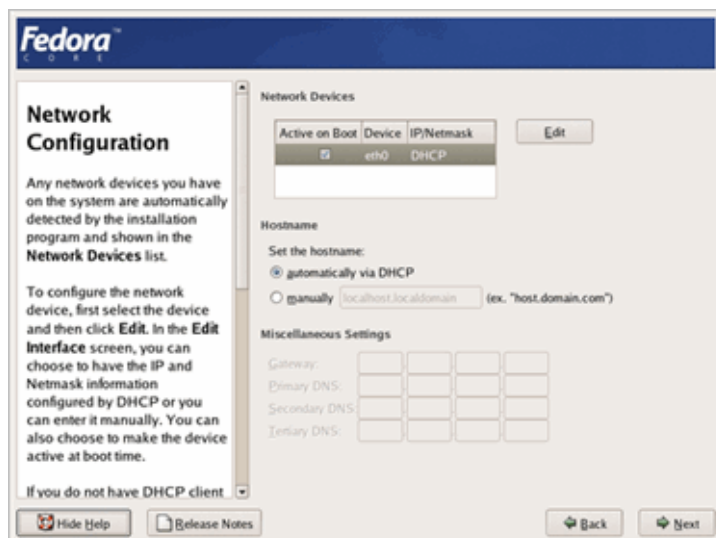 Fedora™
CORE
Network
Configuration
Any network devices you have
on the system are automatically
detected by the installation
program and shown in the
Network Devices list.
To configure the network
device, first select the device
and then click Edit. In the Edit
Interface screen, you can
choose to have the IP and
Netmask information
configured by DHCP or you
can enter it manually. You can
also choose to make the device
active at boot time.
If you do not have DHCP client
Network Devices
Active on Boot Device IP/Netmask
eth0 DHCP
Edit
Hostname
Set the hostname:
automatically via DHCP
manually localhost.localdomain (ex. "host.domain.com")
Miscellaneous Settings
Gateway:
Primary DNS:
Secondary DNS:
Tertiary DNS:
Hide Help
Release Notes
Back
Next